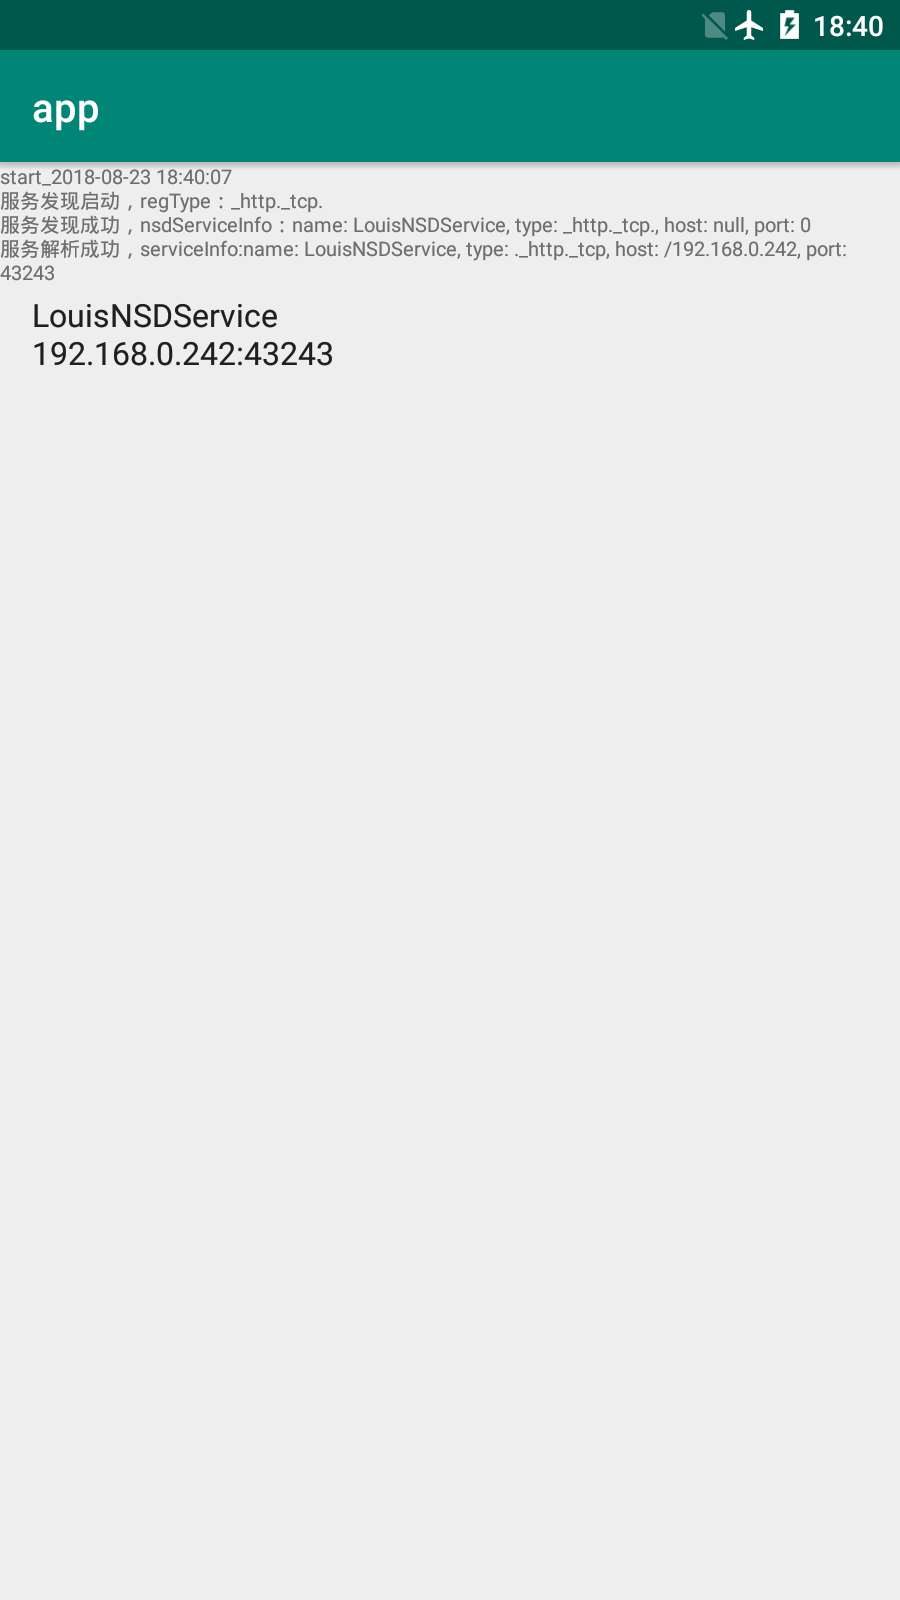 18:40
app
start_2018-08-23 18:40:07
服务发现启动，regType：_http._tcp.
服务发现成功，nsdServiceInfo：name: LouisNSDService, type: _http._tcp., host: null, port: 0
服务解析成功，serviceInfo:name: LouisNSDService, type: ._http._tcp, host: /192.168.0.242, port:
43243
LouisNSDService
192.168.0.242:43243